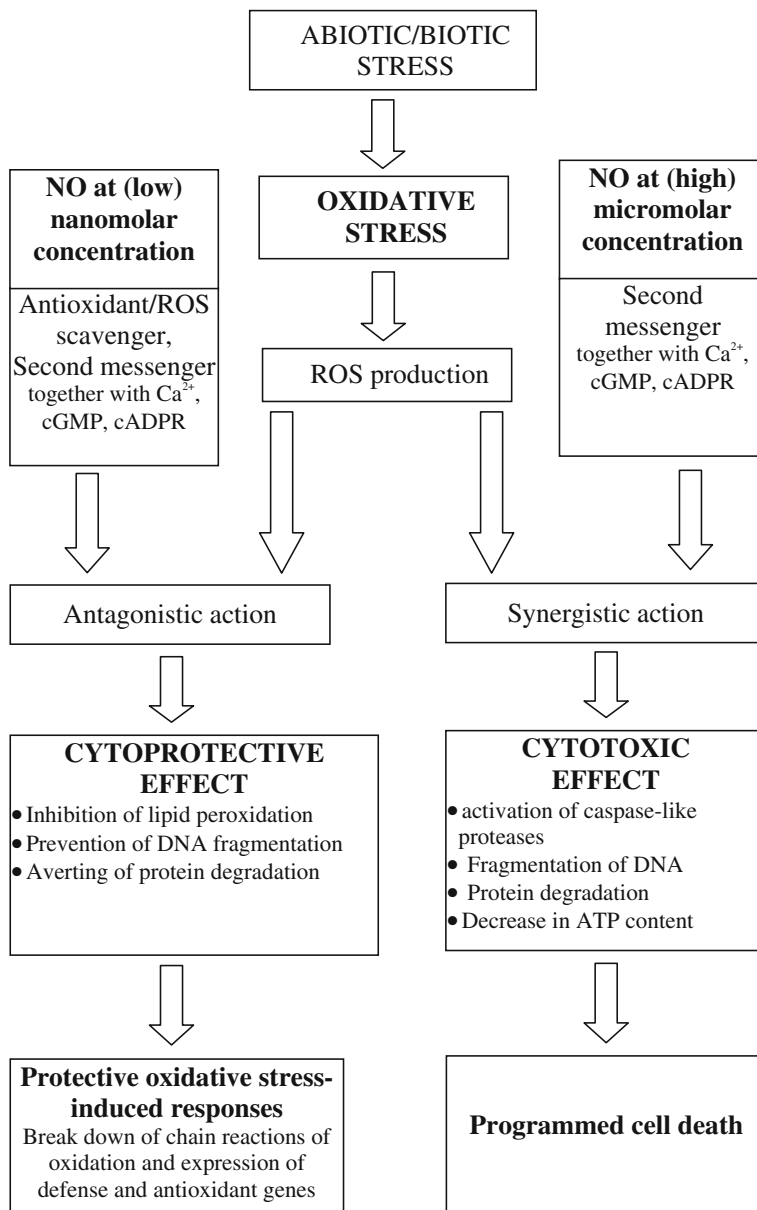 ABIOTIC/BIOTIC
STRESS
NO at (low)
nanomolar
concentration
Antioxidant/ROS
scavenger,
Second messenger
together with Ca²⁺,
cGMP, cADPR
OXIDATIVE
STRESS
ROS production
NO at (high)
micromolar
concentration
Second
messenger
together with Ca²⁺,
cGMP, cADPR
Antagonistic action
Synergistic action
CYTOPROTECTIVE
EFFECT
● Inhibition of lipid peroxidation
● Prevention of DNA fragmentation
● Averting of protein degradation
CYTOTOXIC
EFFECT
● activation of caspase-like
proteases
● Fragmentation of DNA
● Protein degradation
● Decrease in ATP content
Protective oxidative stress-
induced responses
Break down of chain reactions of
oxidation and expression of
defense and antioxidant genes
Programmed cell death